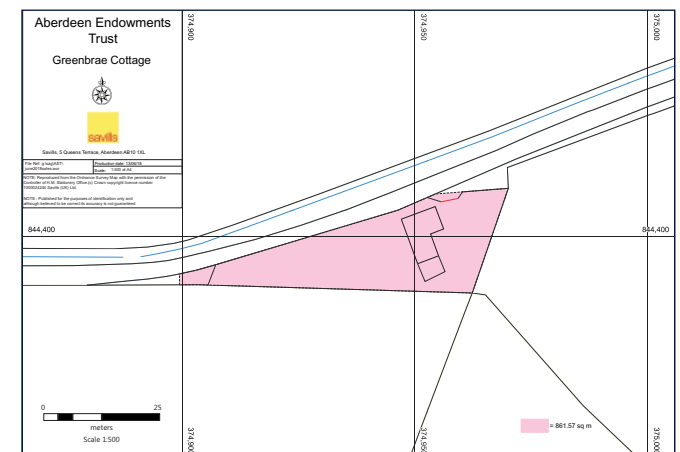 Aberdeen Endowments
Trust
Greenbrae Cottage
savills
Savills, 5 Queens Terrace, Aberdeen AB10 1XL
Production date: 13/06/18
Scale: 1:500 at A4
NOTE: Reproduced from the Ordnance Survey Map with the permission of the
Controller of H.M. Stationery Office.(c) Crown copyright licence number
Savills (UK) Ltd.
NOTE - Published for the purposes of identification only and
although believed to be correct its accuracy is not guaranteed
374,900
374,950
375,000
844,400
844,400
0 25
meters
Scale 1:500
374,900
374,950
375,000
= 861.57 sq m